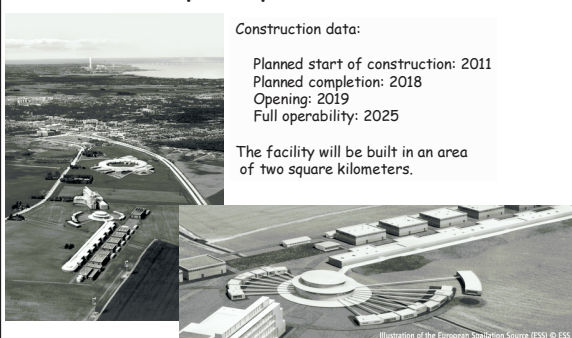 Construction data:
Planned start of construction: 2011
Planned completion: 2018
Opening: 2019
Full operability: 2025
The facility will be built in an area
of two square kilometers.
Illustration of the European Spallation Source (ESS) © ESS